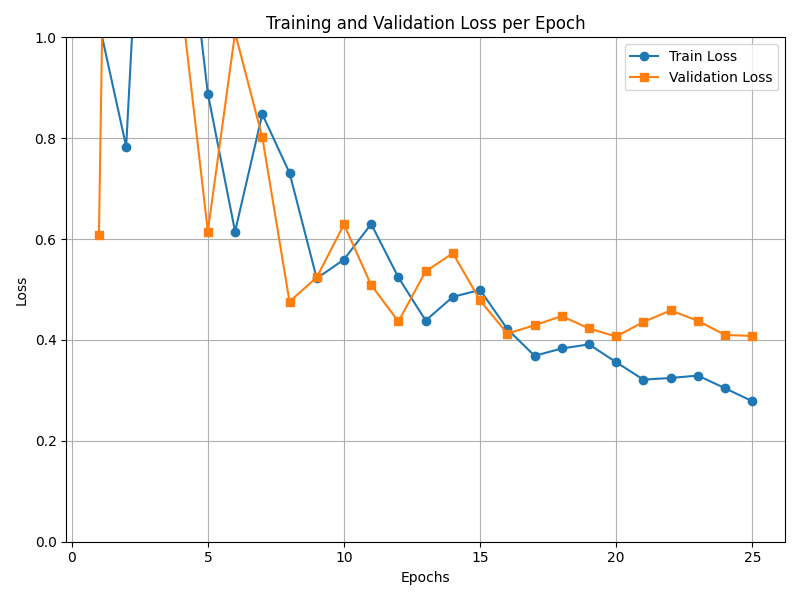 Training and Validation Loss per Epoch
1.0
0.8
0.6
0.4
0.2
0.0
Loss
Train Loss
Validation Loss
0 5 10 15 20 25
Epochs